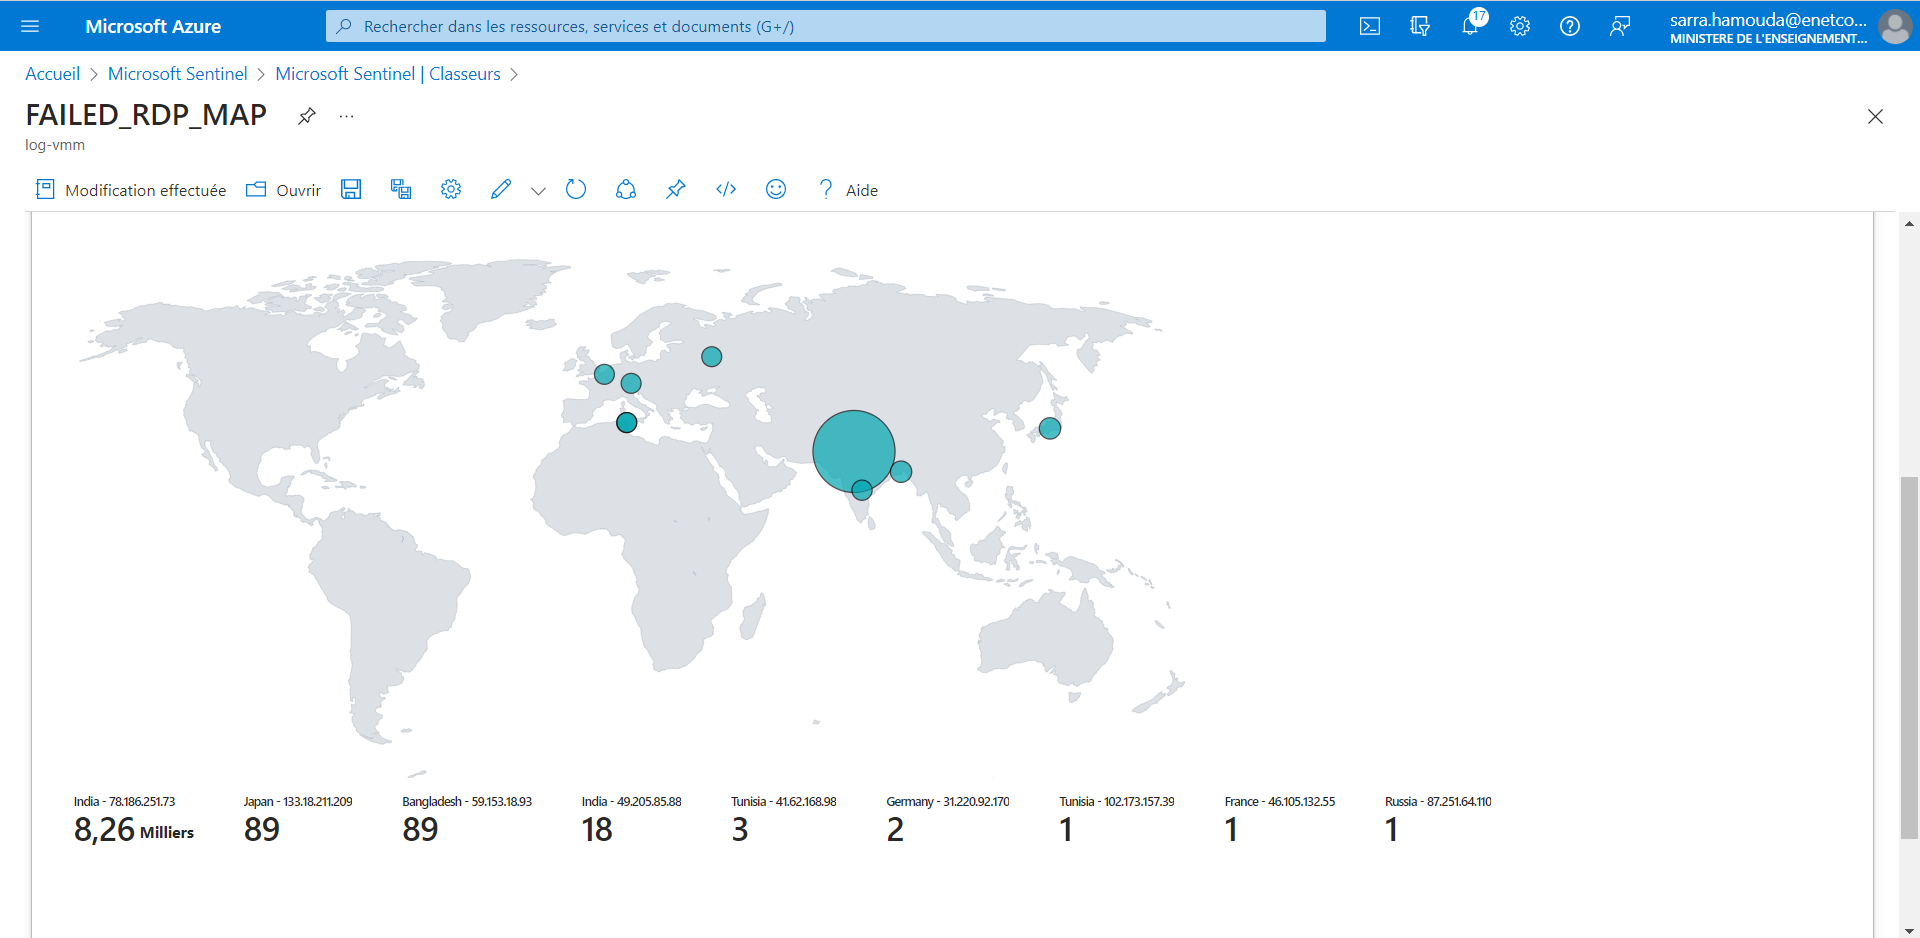 Microsoft Azure
Rechercher dans les ressources, services et documents (G+/)
17
sarra.hamouda@enetco...
MINISTERE DE L'ENSEIGNEMENT...
Accueil > Microsoft Sentinel > Microsoft Sentinel | Classeurs >
FAILED_RDP_MAP
log-vmm
Modification effectuée
Ouvrir
Aide
India - 78.186.251.73
8,26 Milliers
Japan - 133.18.211.209
89
Bangladesh - 59.153.18.93
89
India - 49.205.85.88
18
Tunisia - 41.62.168.98
3
Germany - 31.220.92.170
2
Tunisia - 102.173.157.39
1
France - 46.105.132.55
1
Russia - 87.251.64.110
1